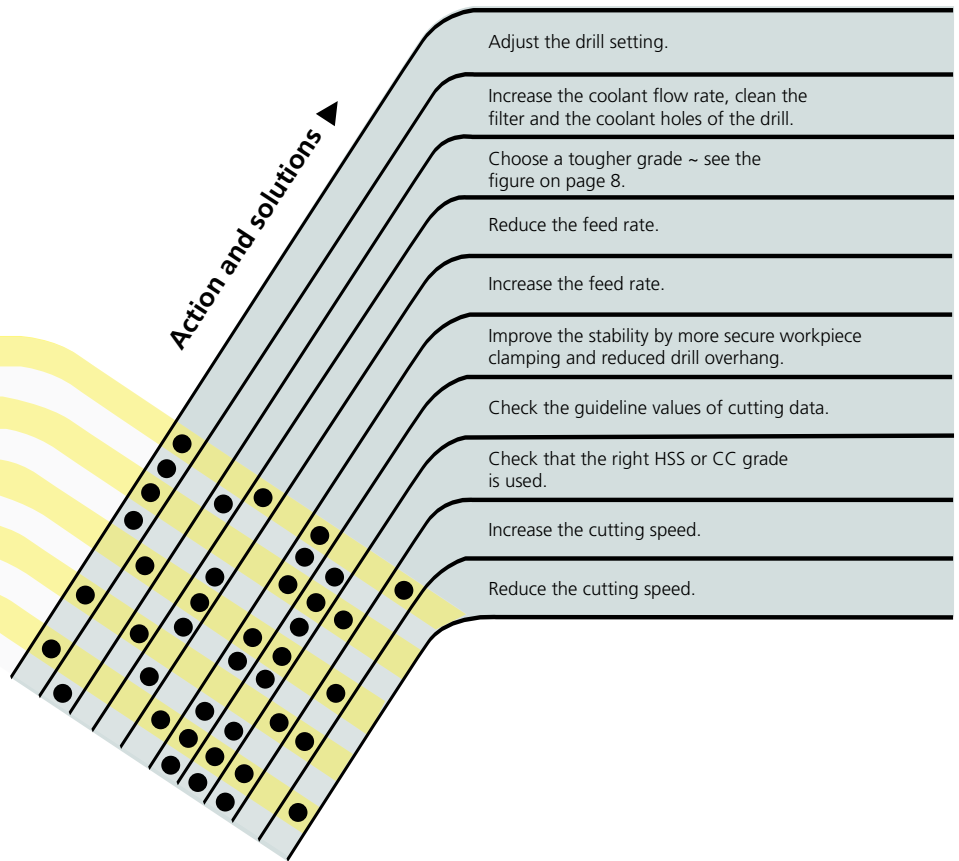 Action and solutions
Adjust the drill setting.
Increase the coolant flow rate, clean the
filter and the coolant holes of the drill.
Choose a tougher grade ~ see the
figure on page 8.
Reduce the feed rate.
Increase the feed rate.
Improve the stability by more secure workpiece
clamping and reduced drill overhang.
Check the guideline values of cutting data.
Check that the right HSS or CC grade
is used.
Increase the cutting speed.
Reduce the cutting speed.